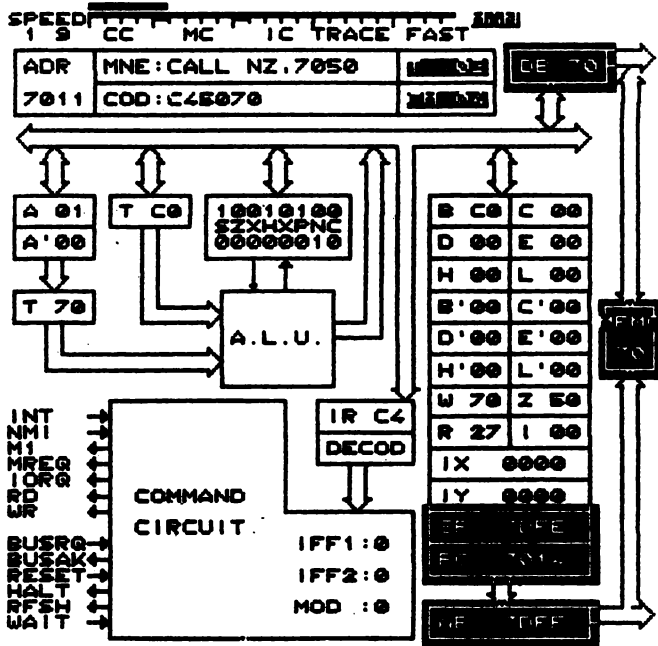 SPEED
1 9 CC MC IC TRACE FAST
ADR MNE:CALL NZ,7050
7011 COD:C45070
A 01
A'00
T C0
10010100
SZXHXPNC
00000010
T 70
A.L.U.
B C0 C 00
D 00 E 00
H 00 L 00
B'00 C'00
D'00 E'00
H'00 L'00
W 70 Z 50
R 27 I 00
IX 0000
IY 0000
IR C4
DECOD
INT
NMI
M1
MREQ
IORQ
RD
WR
BUSRQ
BUSAK
RESET
HALT
RFSH
WAIT
COMMAND
CIRCUIT
IFF1:0
IFF2:0
MOD :0